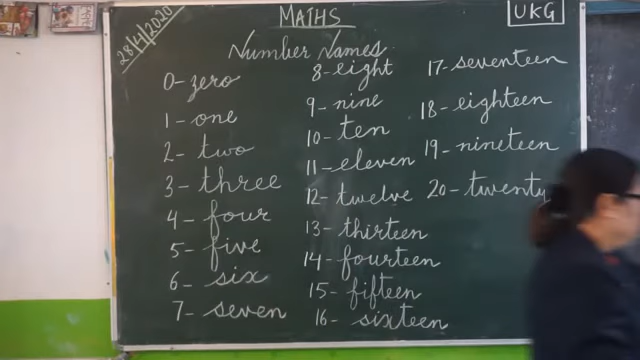 28/4/2020
MATHS
UKG
Number Names
0-zero
1-one
2-two
3-three
4-four
5-five
6-six
7-seven
8-eight
9-nine
10-ten
11-eleven
12-twelve
13-thirteen
14-fourteen
15-fifteen
16-sixteen
17-seventeen
18-eighteen
19-nineteen
20-twenty